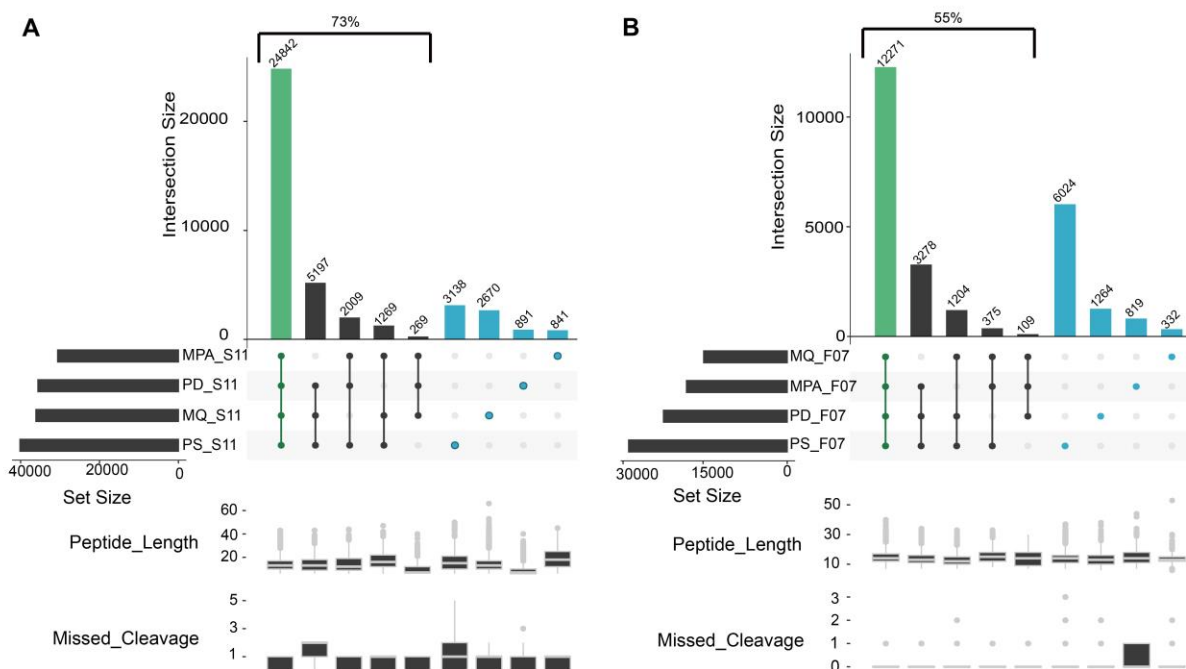 A
73%
Intersection Size
20000
10000
0
24842
5197
2009
1269
269
3138
2670
891
841
MPA_S11
PD_S11
MQ_S11
PS_S11
40000 20000 0
Set Size
Peptide_Length
60
40
20
Missed_Cleavage
5
3
1
B
55%
Intersection Size
10000
5000
0
12271
3278
1204
375
109
6024
1264
819
332
MQ_F07
MPA_F07
PD_F07
PS_F07
30000 15000 0
Set Size
Peptide_Length
50
30
10
Missed_Cleavage
3
2
1
0